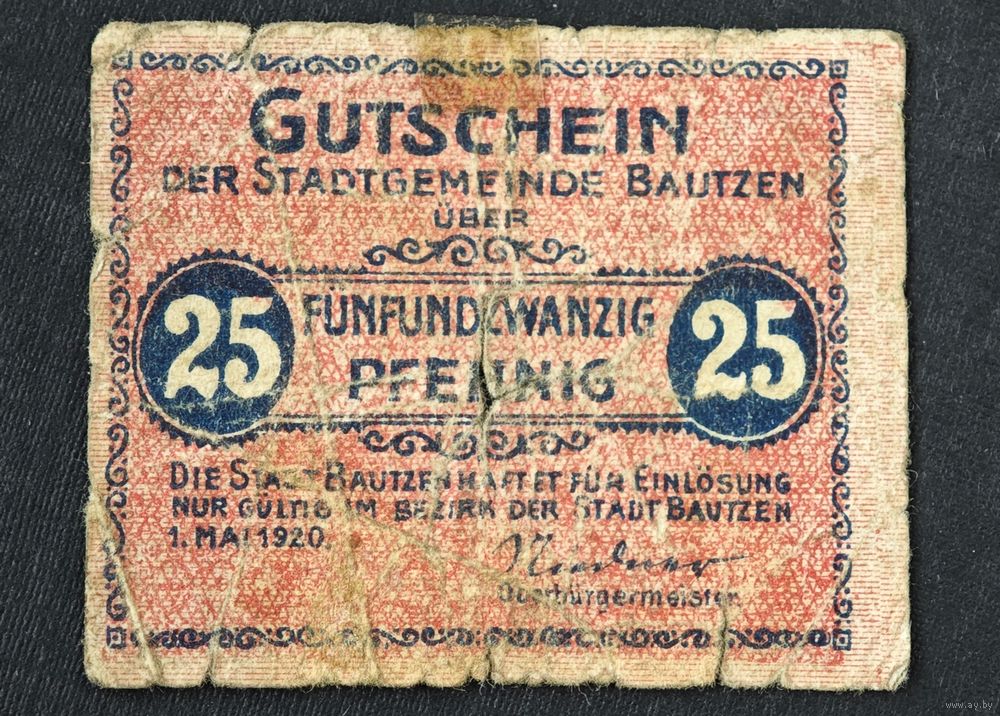 GUTSCHEIN
DER STADTGEMEINDE BAUTZEN
ÜBER
25 FÜNFUNDZWANZIG 25
PFENNIG
DIE STADT BAUTZEN HAFTET FÜR EINLÖSUNG
NUR GÜLTIG IM BEZIRK DER STADT BAUTZEN
1. MAI 1920.
Niedner
Oberbürgermeister.
www.ay.by